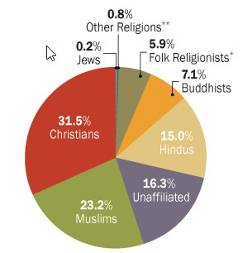 0.8%
Other Religions**
0.2%
Jews
5.9%
Folk Religionists*
7.1%
Buddhists
31.5%
Christians
15.0%
Hindus
16.3%
Unaffiliated
23.2%
Muslims